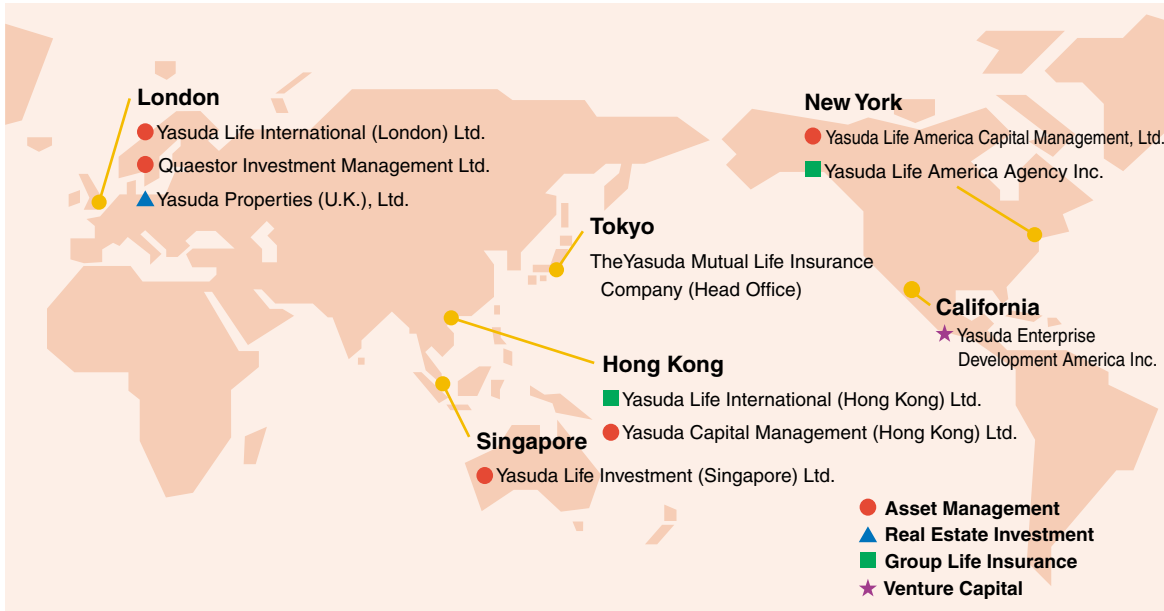 London
Yasuda Life International (London) Ltd.
Quaestor Investment Management Ltd.
Yasuda Properties (U.K.), Ltd.
New York
Yasuda Life America Capital Management, Ltd.
Yasuda Life America Agency Inc.
Tokyo
TheYasuda Mutual Life Insurance
Company (Head Office)
California
Yasuda Enterprise
Development America Inc.
Hong Kong
Yasuda Life International (Hong Kong) Ltd.
Yasuda Capital Management (Hong Kong) Ltd.
Singapore
Yasuda Life Investment (Singapore) Ltd.
Asset Management
Real Estate Investment
Group Life Insurance
Venture Capital